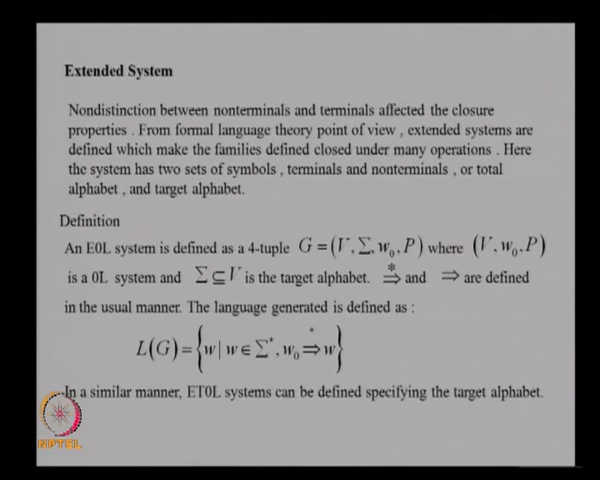 Extended System
Nondistinction between nonterminals and terminals affected the closure
properties . From formal language theory point of view , extended systems are
defined which make the families defined closed under many operations . Here
the system has two sets of symbols , terminals and nonterminals , or total
alphabet , and target alphabet.
Definition
An E0L system is defined as a 4-tuple G = (V, Σ, w₀, P) where (V, w₀, P)
is a 0L system and Σ ⊆ V is the target alphabet. ⇒* and ⇒ are defined
in the usual manner. The language generated is defined as :
L(G) = {w | w ∈ Σ*, w₀ ⇒* w}
In a similar manner, ET0L systems can be defined specifying the target alphabet.
NPTEL